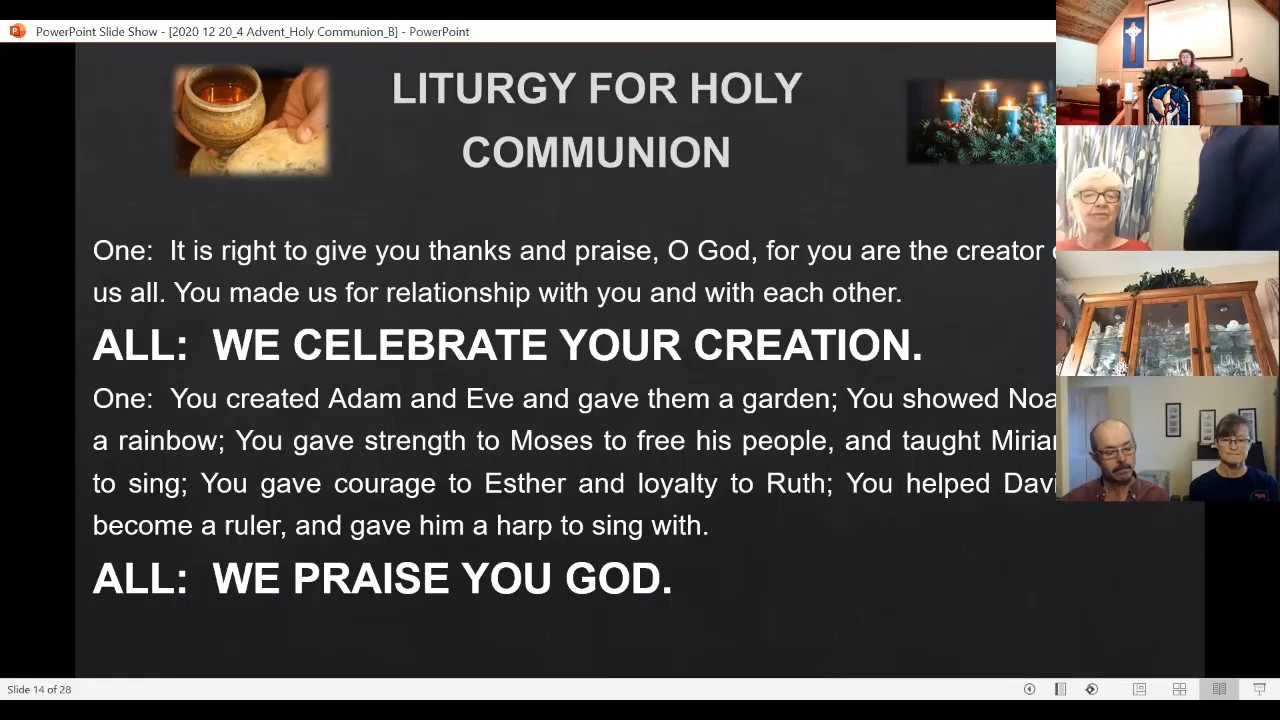 PowerPoint Slide Show - [2020 12 20_4 Advent_Holy Communion_B] - PowerPoint
LITURGY FOR HOLY
COMMUNION
One: It is right to give you thanks and praise, O God, for you are the creator
us all. You made us for relationship with you and with each other.
ALL: WE CELEBRATE YOUR CREATION.
One: You created Adam and Eve and gave them a garden; You showed
a rainbow; You gave strength to Moses to free his people, and taught
to sing; You gave courage to Esther and loyalty to Ruth; You helped
become a ruler, and gave him a harp to sing with.
ALL: WE PRAISE YOU GOD.
Slide 14 of 28